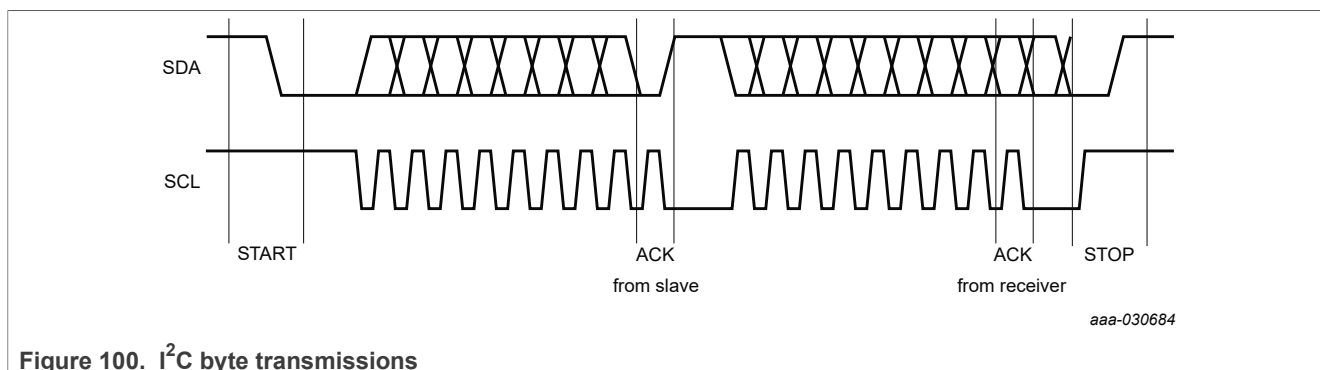 SDA
SCL
START
ACK
ACK
STOP
from slave
from receiver
aaa-030684
Figure 100. I²C byte transmissions